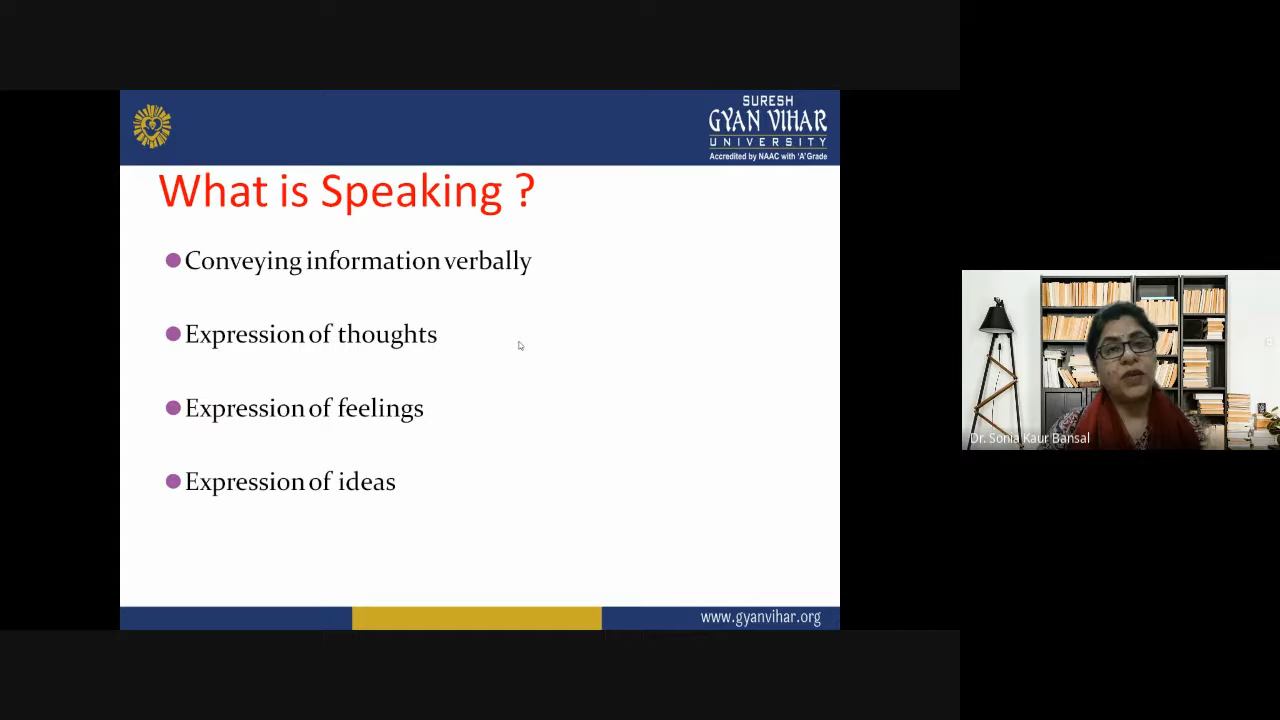 SURESH
GYAN VIHAR
UNIVERSITY
Accredited by NAAC with 'A' Grade
What is Speaking ?
Conveying information verbally
Expression of thoughts
Expression of feelings
Expression of ideas
www.gyanvihar.org
Dr. Sonia Kaur Bansal